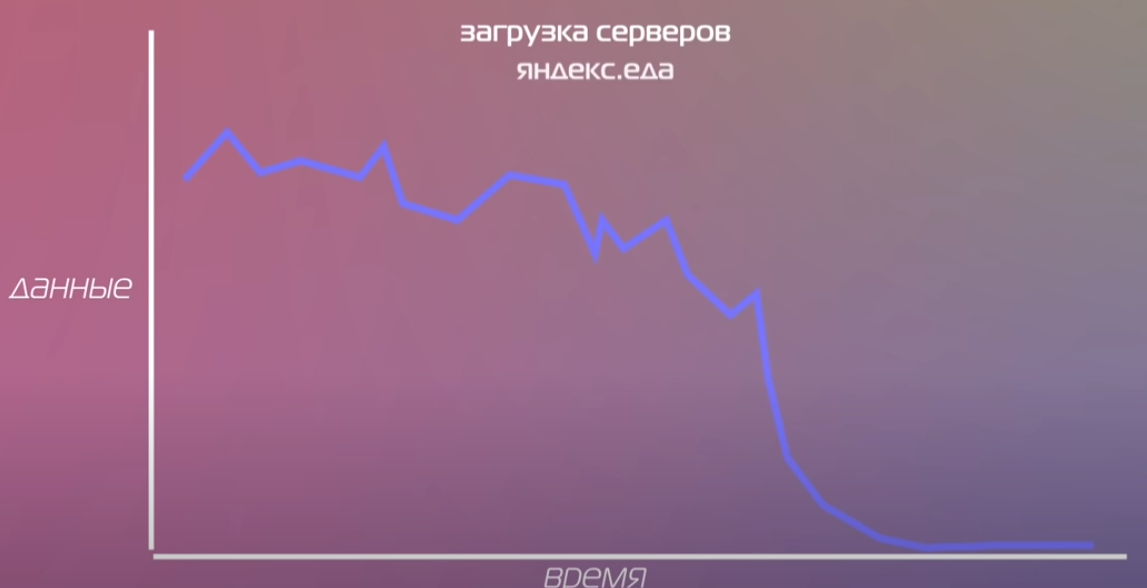 загрузка серверов
яндекс.еда
данные
время